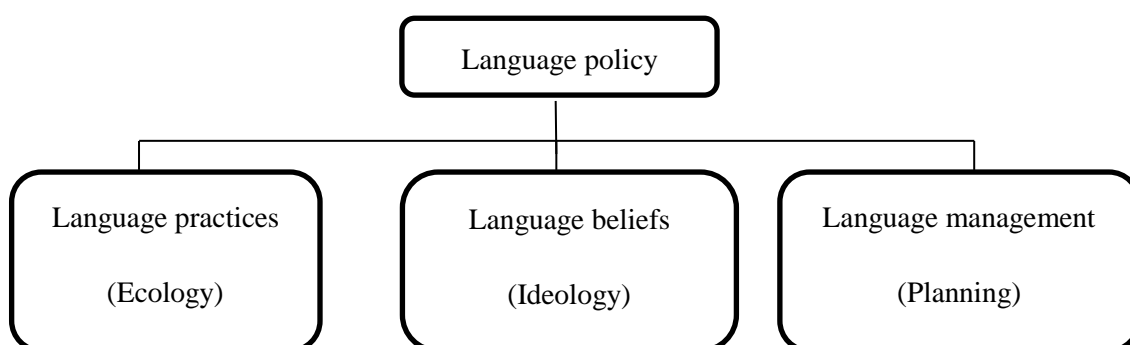 Language policy
Language practices
(Ecology)
Language beliefs
(Ideology)
Language management
(Planning)